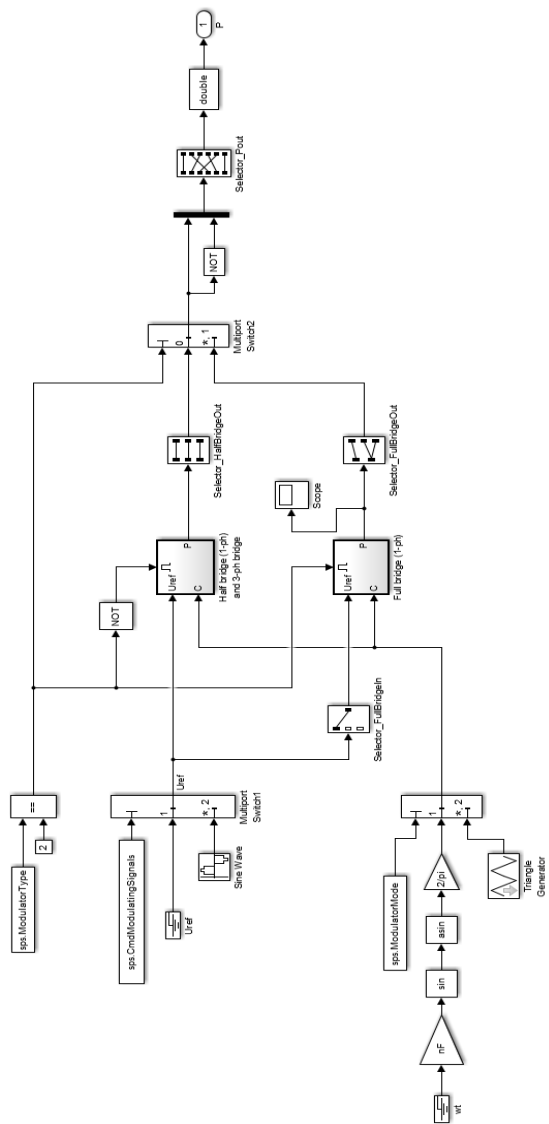 sps.ModulatorType
2
==
NOT
sps.CmdModulatingSignals
Uref
Sine Wave
1
*, 2
Multiport
Switch1
Uref
Selector_FullBridgeIn
Uref
C
P
Half bridge (1-ph)
and 3-ph bridge
Uref
C
P
Full bridge (1-ph)
Scope
Selector_HalfBridgeOut
Selector_FullBridgeOut
0
*, 1
Multiport
Switch2
NOT
Selector_Pout
double
1
P
wt
nF
sin
asin
2/pi
sps.ModulatorMode
Triangle
Generator
1
*, 2